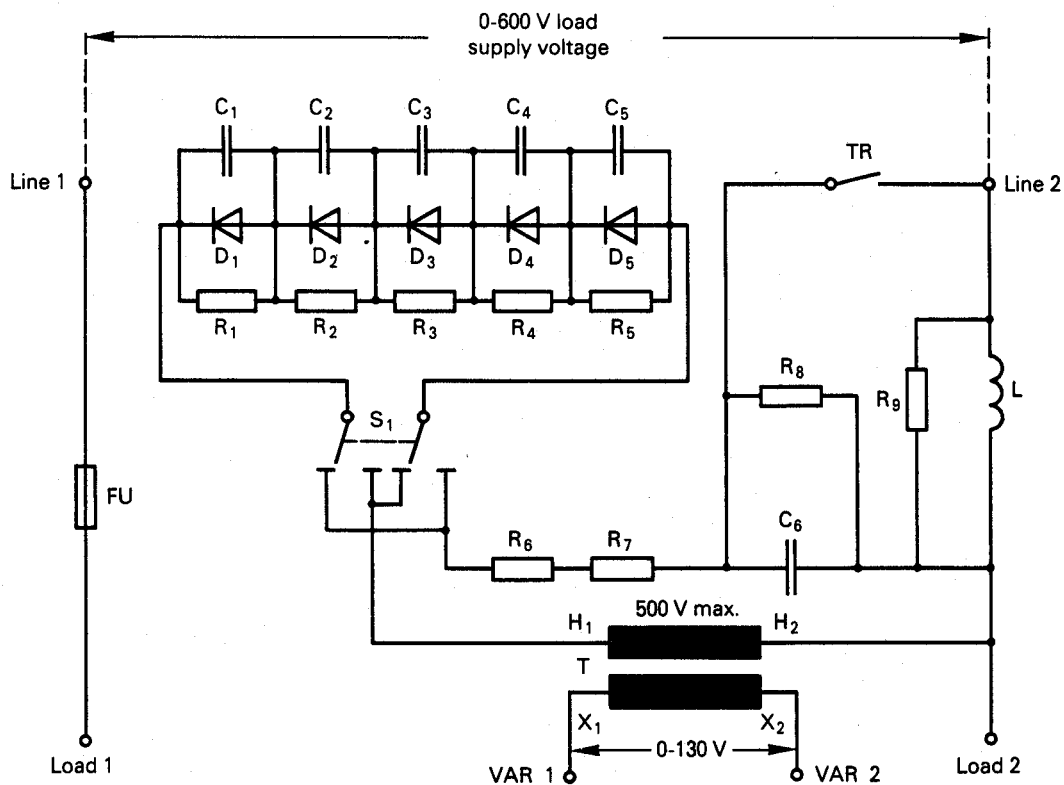 0-600 V load
supply voltage
C₁ C₂ C₃ C₄ C₅
TR
Line 1
Line 2
D₁ D₂ D₃ D₄ D₅
R₁ R₂ R₃ R₄ R₅
R₈
R₉
L
S₁
FU
C₆
R₆ R₇
500 V max.
H₁ H₂
T
X₁ X₂
0-130 V
Load 1
VAR 1
VAR 2
Load 2